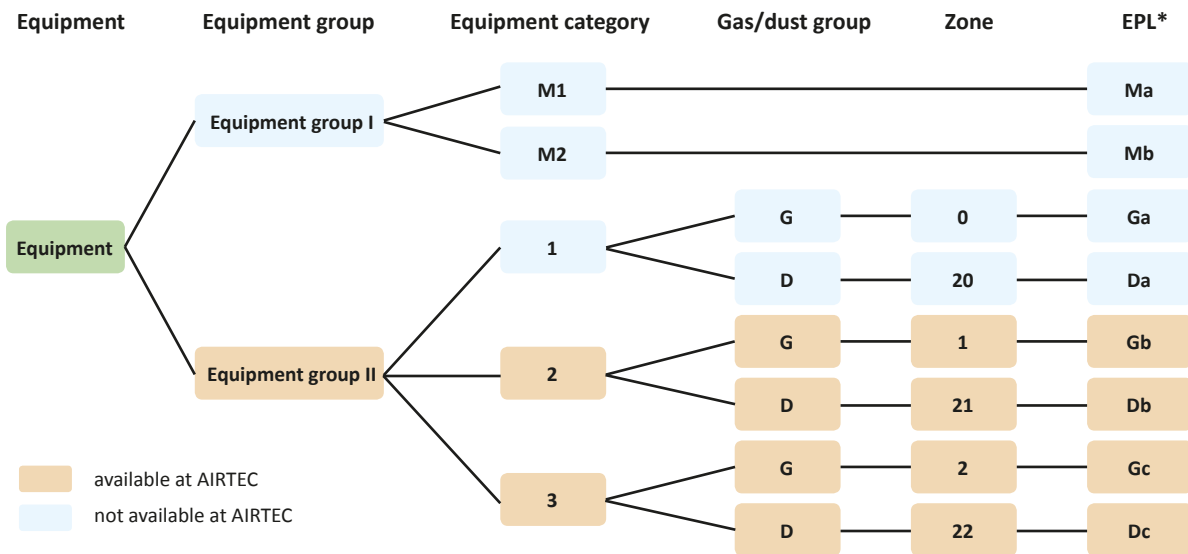 Equipment Equipment group Equipment category Gas/dust group Zone EPL*
M1 Ma
Equipment group I
M2 Mb
G 0 Ga
Equipment 1
D 20 Da
G 1 Gb
Equipment group II 2
D 21 Db
G 2 Gc
available at AIRTEC
3
not available at AIRTEC
D 22 Dc